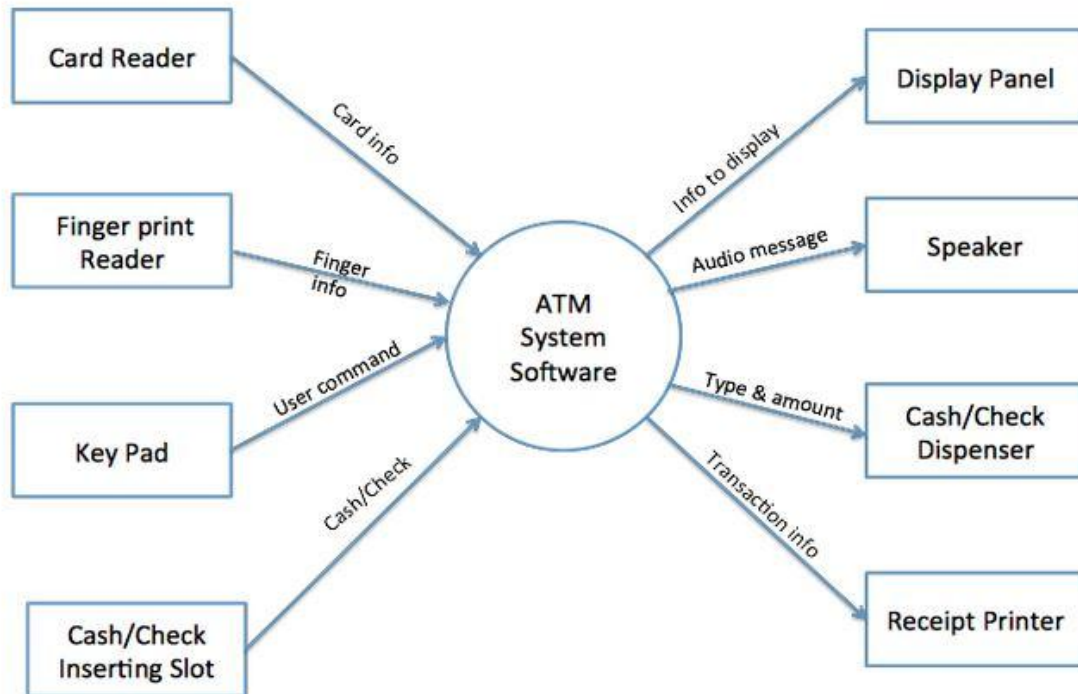 Card Reader
Card info
Finger print
Reader
Finger
info
Key Pad
User command
Cash/Check
Inserting Slot
Cash/Check
ATM
System
Software
Info to display
Display Panel
Audio message
Speaker
Type & amount
Cash/Check
Dispenser
Transaction info
Receipt Printer